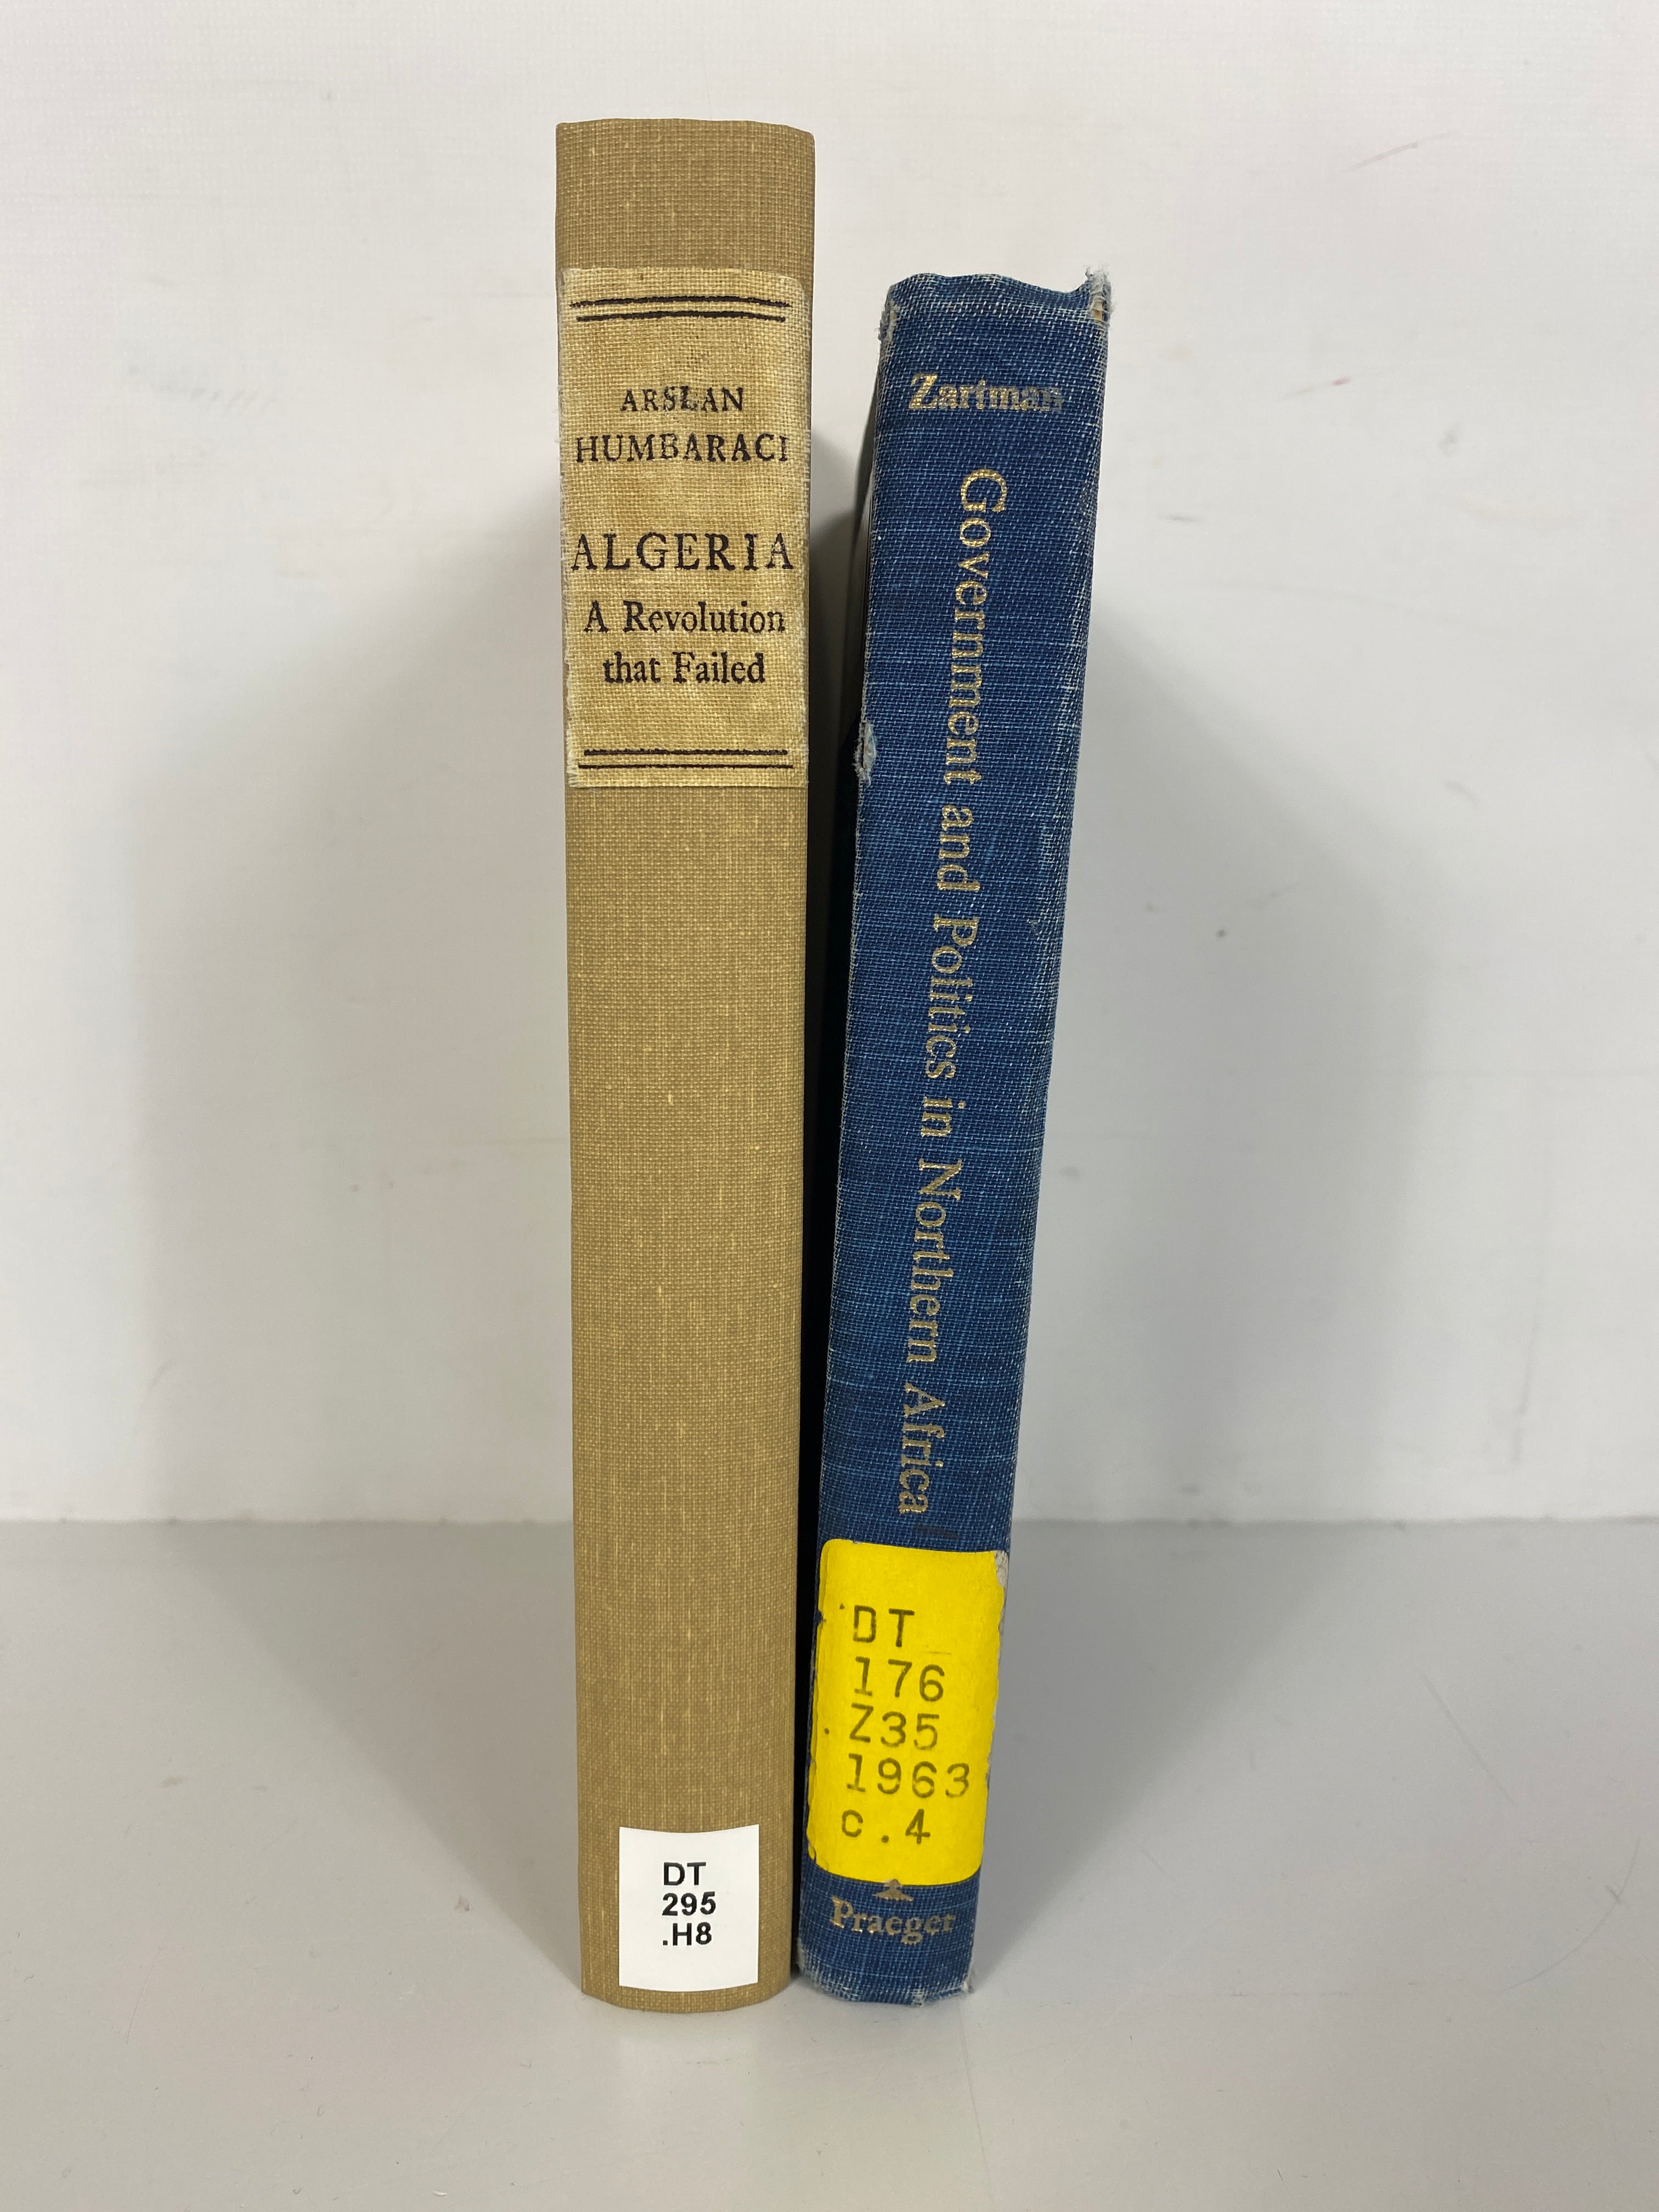 ARSLAN
HUMBARACI
ALGERIA
A Revolution
that Failed
DT
295
.H8
Zartman
Government and Politics in Northern Africa
DT
176
.Z35
1963
c.4
Praeger